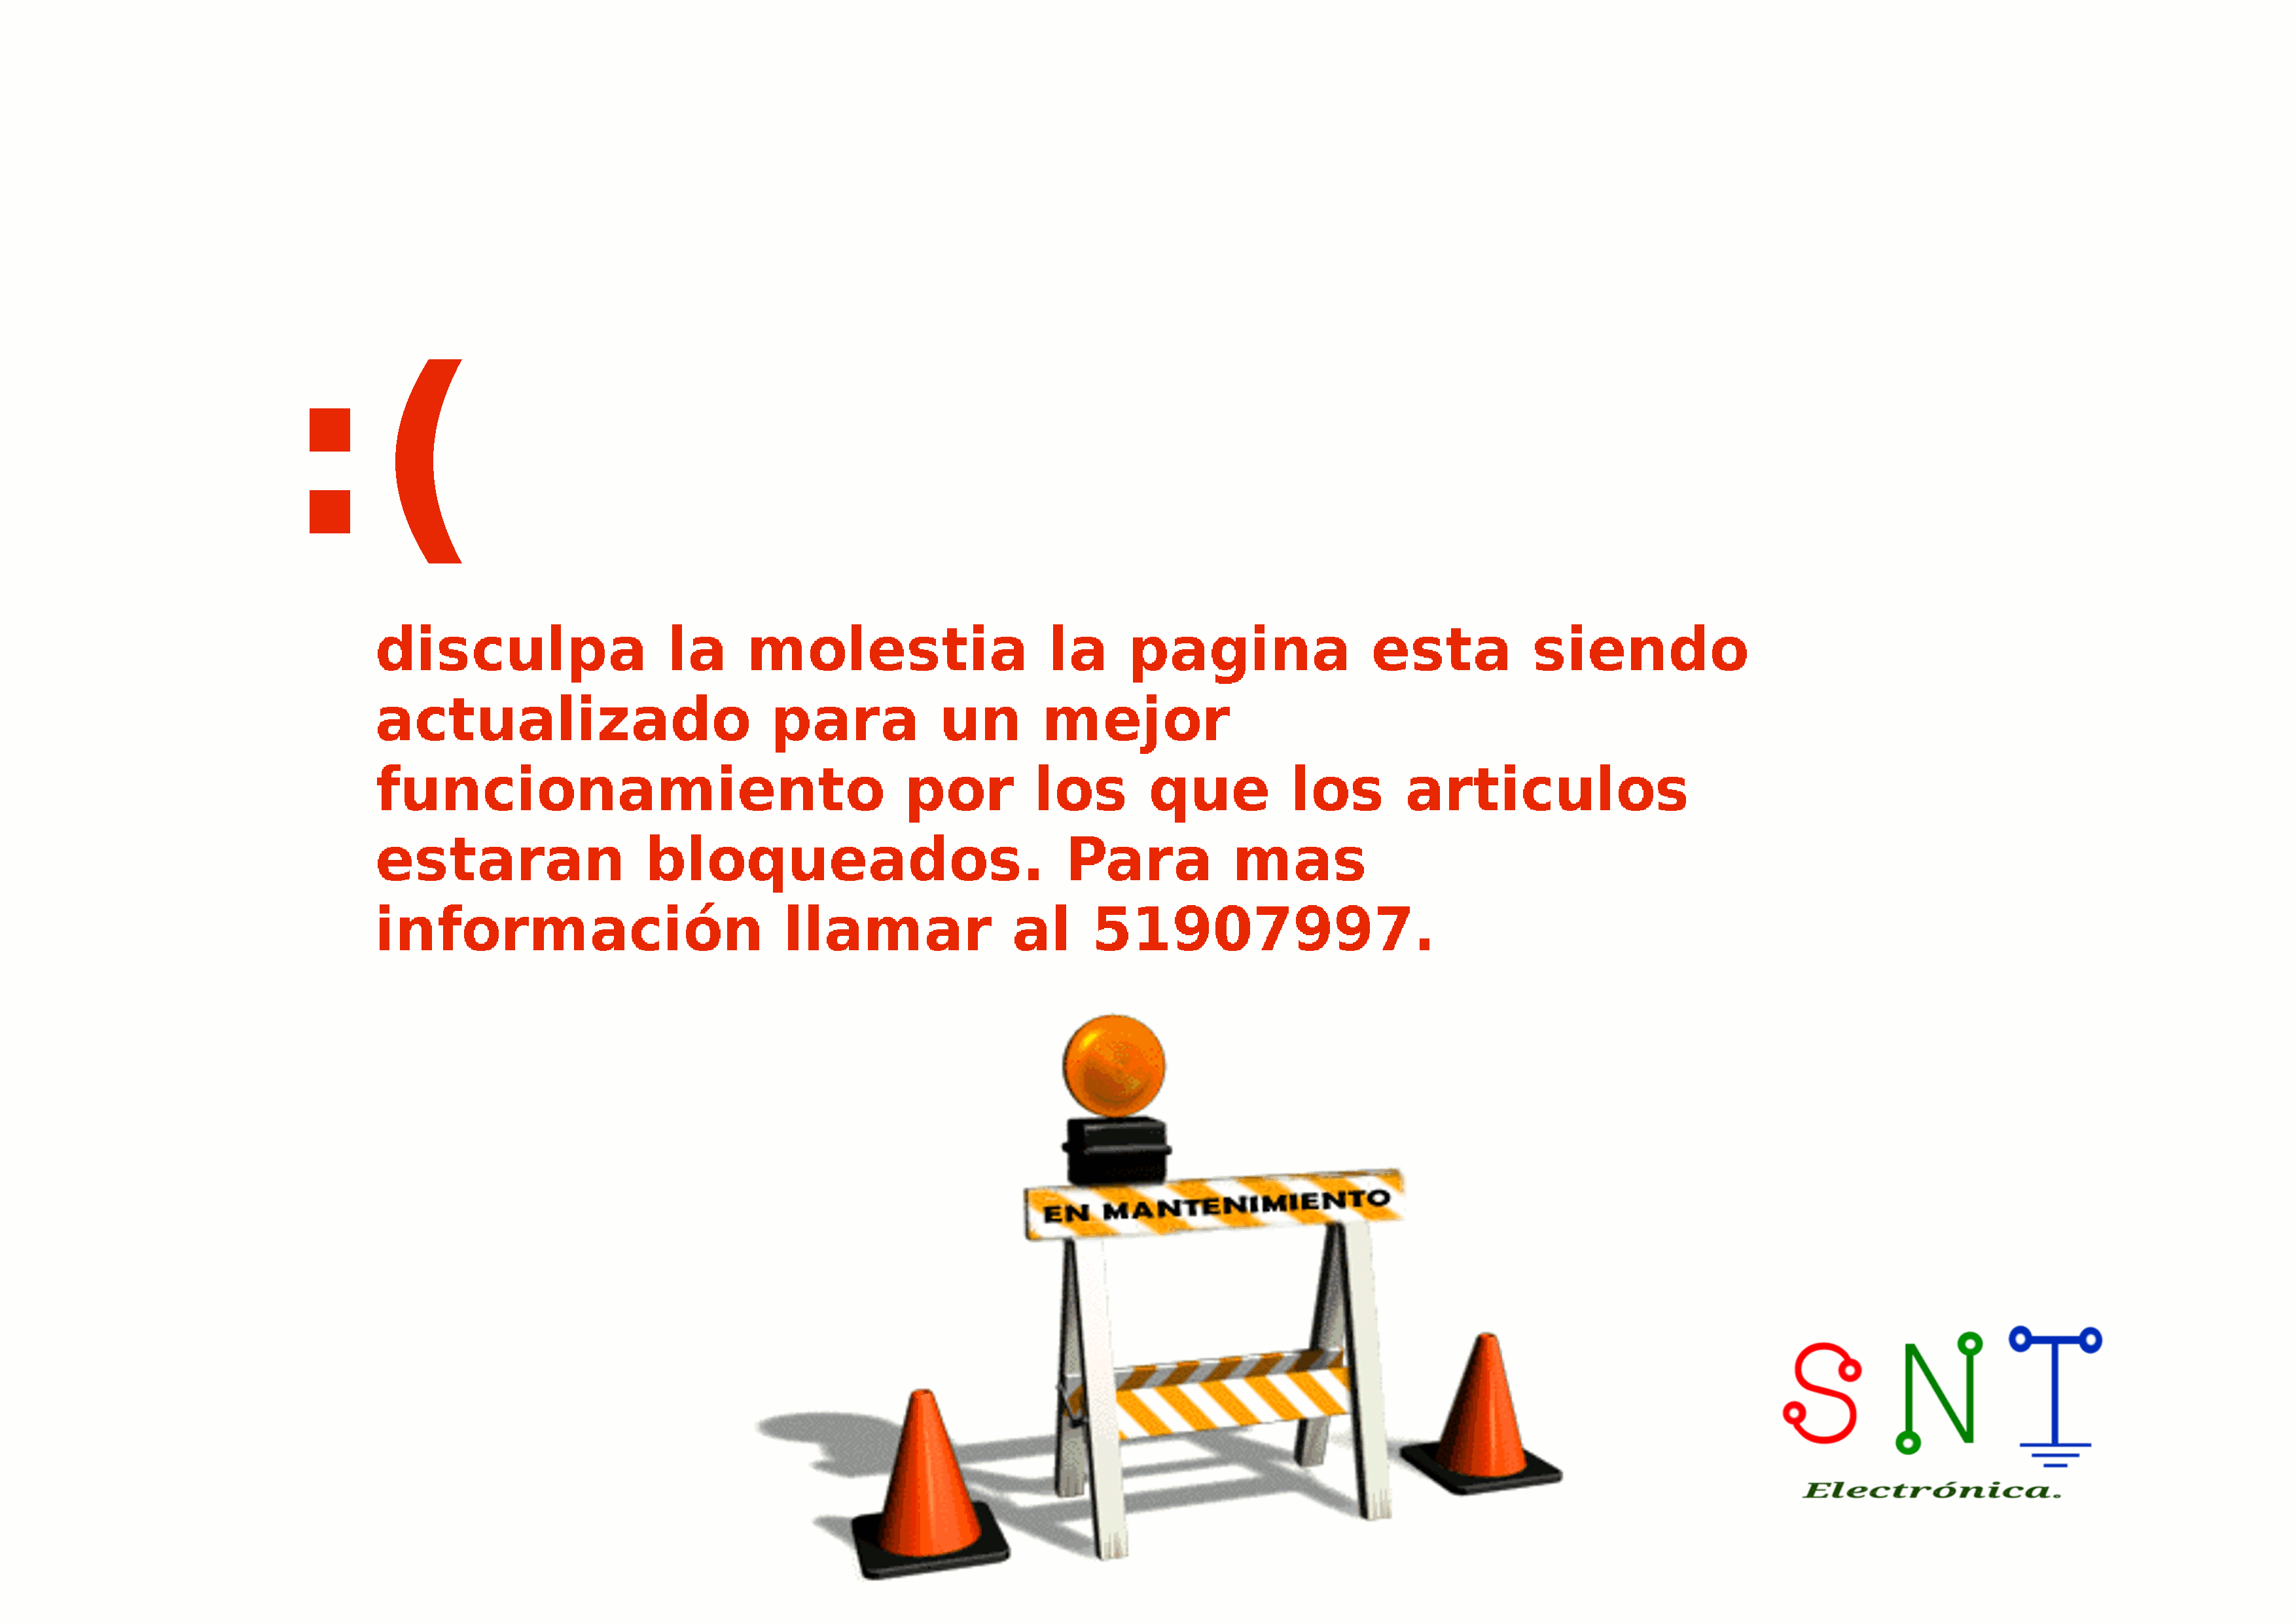 :(
disculpa la molestia la pagina esta siendo
actualizado para un mejor
funcionamiento por los que los articulos
estaran bloqueados. Para mas
información llamar al 51907997.
EN MANTENIMIENTO
SNT
Electrónica.